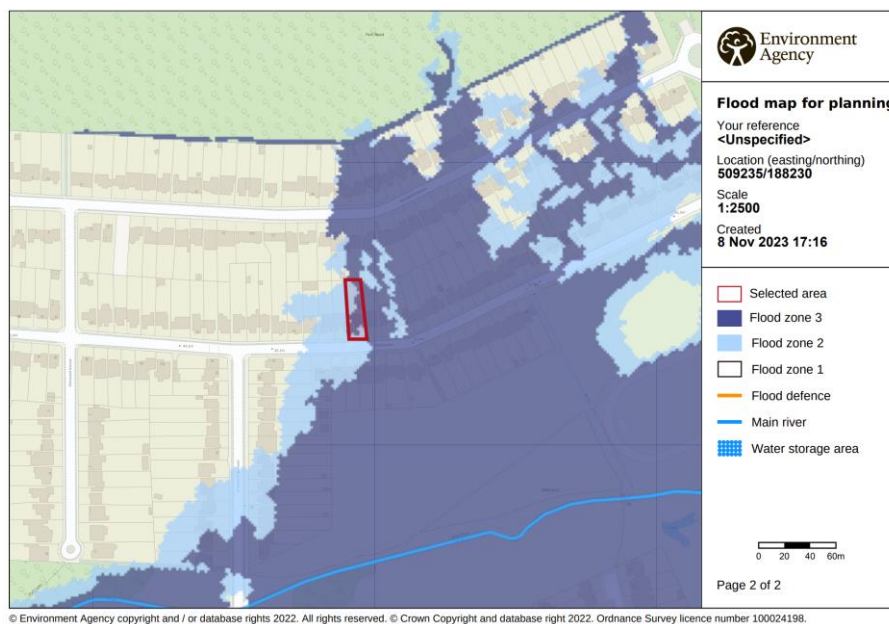 Environment
Agency
Flood map for planning
Your reference
<Unspecified>
Location (easting/northing)
509235/188230
Scale
1:2500
Created
8 Nov 2023 17:16
Selected area
Flood zone 3
Flood zone 2
Flood zone 1
Flood defence
Main river
Water storage area
0 20 40 60m
Page 2 of 2
© Environment Agency copyright and / or database rights 2022. All rights reserved. © Crown Copyright and database right 2022. Ordnance Survey licence number 100024198.